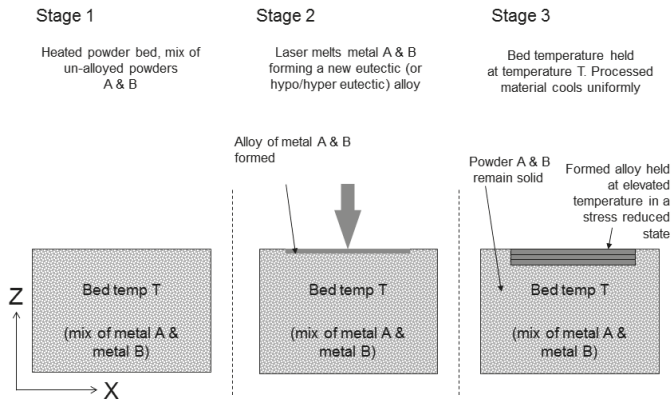 Stage 1
Heated powder bed, mix of
un-alloyed powders
A & B
Bed temp T
(mix of metal A &
metal B)
Z
X
Stage 2
Laser melts metal A & B
forming a new eutectic (or
hypo/hyper eutectic) alloy
Alloy of metal A & B
formed
Bed temp T
(mix of metal A &
metal B)
Stage 3
Bed temperature held
at temperature T. Processed
material cools uniformly
Powder A & B
remain solid
Formed alloy held
at elevated
temperature in a
stress reduced
state
Bed temp T
(mix of metal A &
metal B)